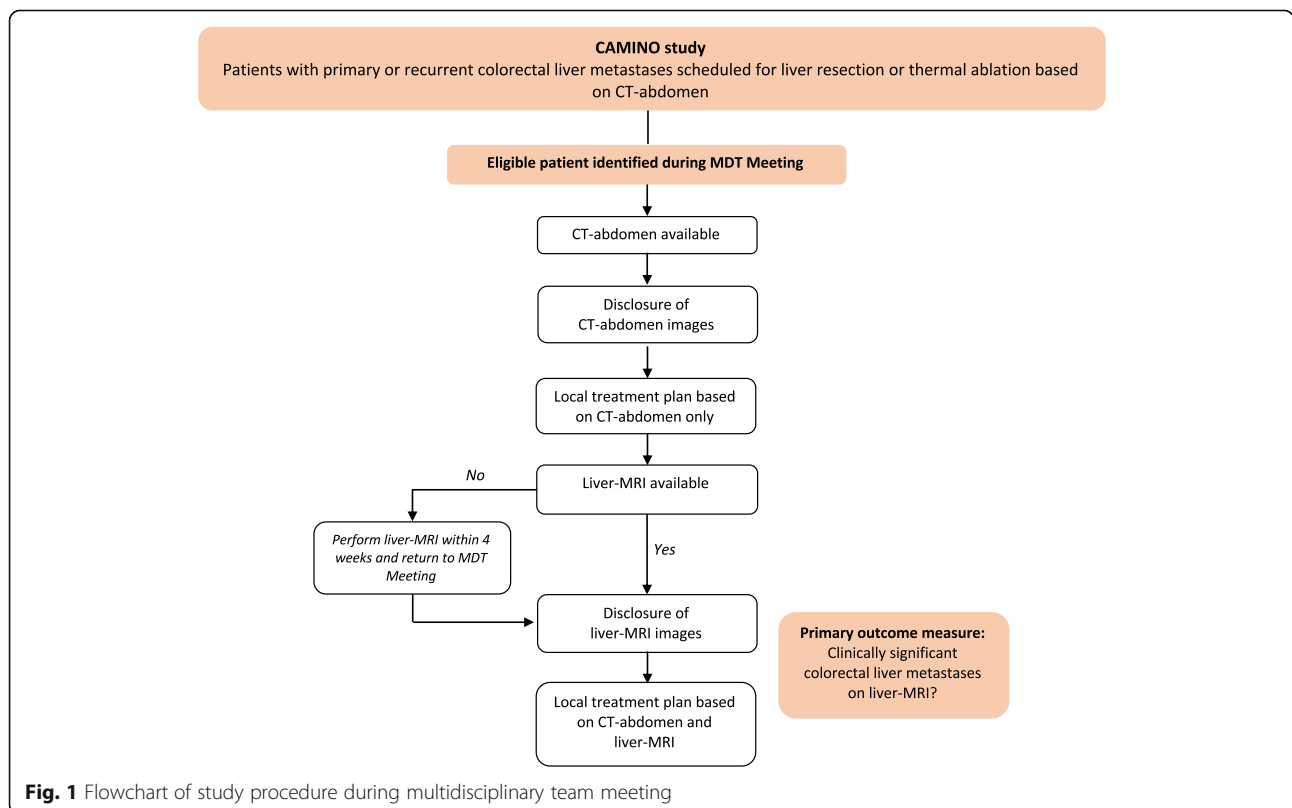 CAMINO study
Patients with primary or recurrent colorectal liver metastases scheduled for liver resection or thermal ablation based
on CT-abdomen
Eligible patient identified during MDT Meeting
CT-abdomen available
Disclosure of
CT-abdomen images
Local treatment plan based
on CT-abdomen only
No
Liver-MRI available
Perform liver-MRI within 4
weeks and return to MDT
Meeting
Yes
Disclosure of
liver-MRI images
Primary outcome measure:
Clinically significant
colorectal liver metastases
on liver-MRI?
Local treatment plan based
on CT-abdomen and
liver-MRI
Fig. 1 Flowchart of study procedure during multidisciplinary team meeting